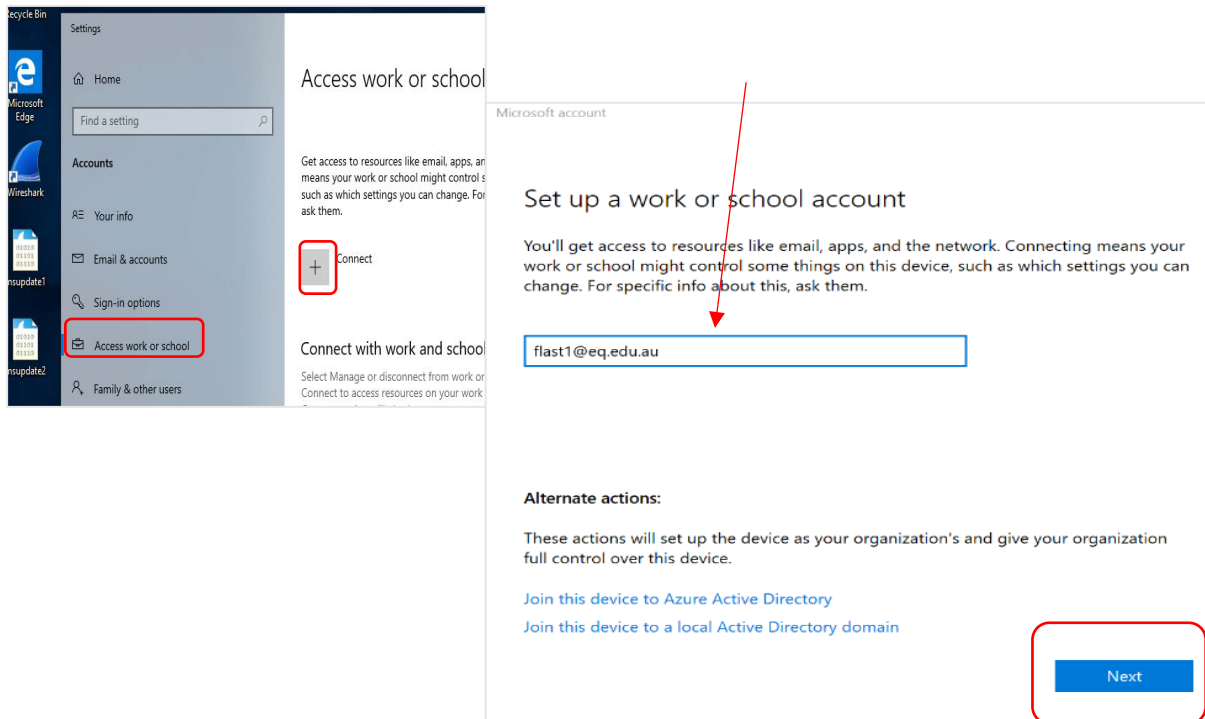 Recycle Bin
Microsoft
Edge
Wireshark
01010
01101
01110
nsupdate1
01010
01101
01110
nsupdate2
Settings
Home
Find a setting
Accounts
Your info
Email & accounts
Sign-in options
Access work or school
Family & other users
Access work or school
Get access to resources like email, apps, an
means your work or school might control s
such as which settings you can change. For
ask them.
+ Connect
Connect with work and school
Select Manage or disconnect from work or
Connect to access resources on your work
Microsoft account
Set up a work or school account
You'll get access to resources like email, apps, and the network. Connecting means your
work or school might control some things on this device, such as which settings you can
change. For specific info about this, ask them.
flast1@eq.edu.au
Alternate actions:
These actions will set up the device as your organization's and give your organization
full control over this device.
Join this device to Azure Active Directory
Join this device to a local Active Directory domain
Next